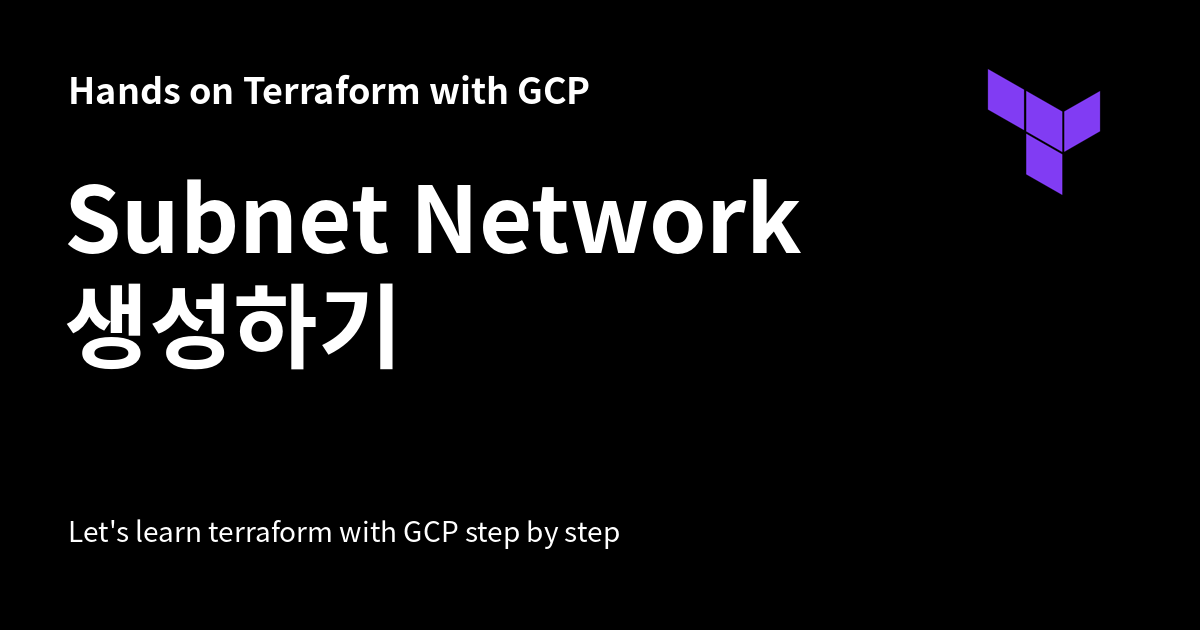 Hands on Terraform with GCP
Subnet Network
생성하기
Let's learn terraform with GCP step by step